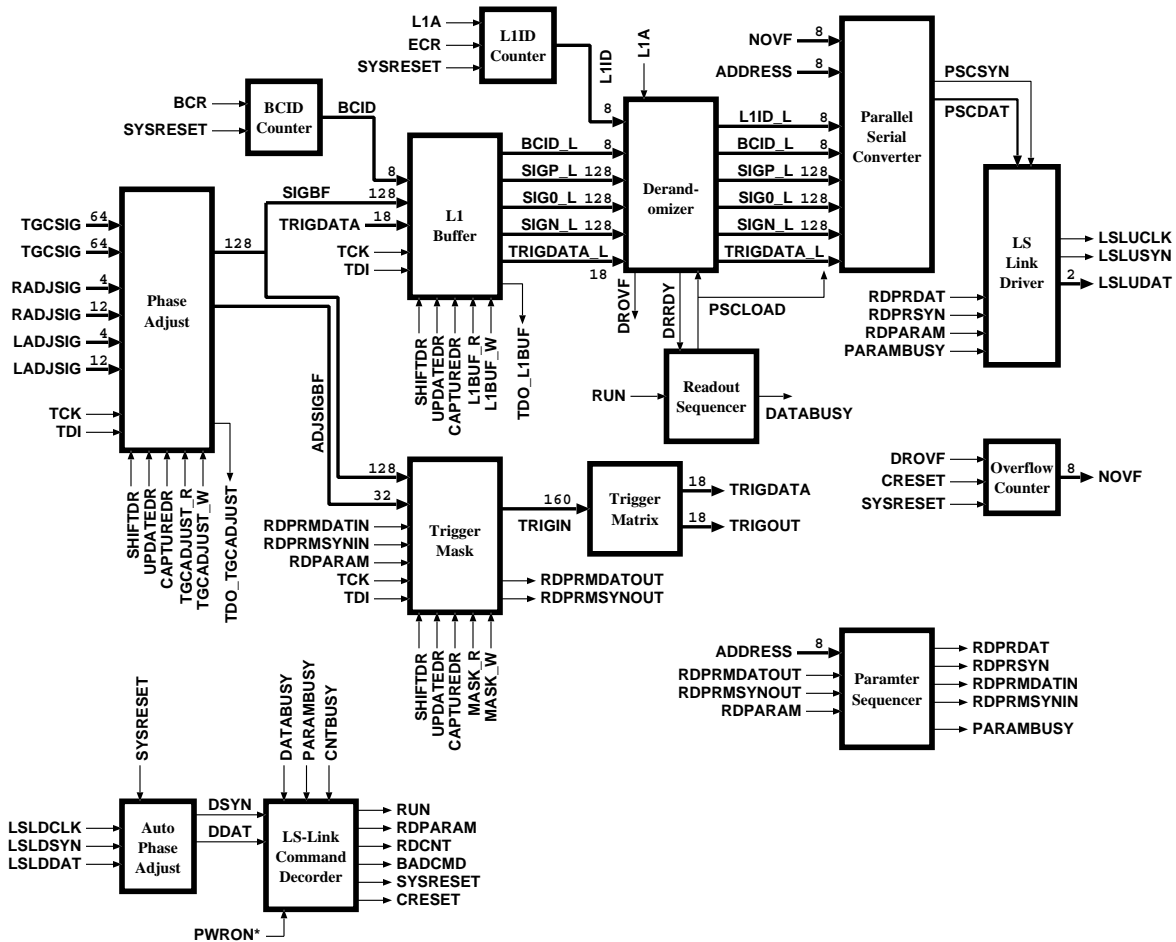 L1A
ECR
SYSRESET
L1ID
Counter
L1ID
L1A
NOVF
8
ADDRESS
8
PSCSYN
PSCDAT
BCR
SYSRESET
BCID
Counter
BCID
8
L1ID_L
8
BCID_L
8
SIGP_L
128
SIG0_L
128
SIGN_L
128
TRIGDATA_L
Parallel
Serial
Converter
8
SIGBF
128
TRIGDATA
18
TCK
TDI
L1
Buffer
BCID_L
8
SIGP_L
128
SIG0_L
128
SIGN_L
128
TRIGDATA_L
18
Derand-
omizer
TGCSIG
64
TGCSIG
64
RADJSIG
4
RADJSIG
12
LADJSIG
4
LADJSIG
12
TCK
TDI
Phase
Adjust
128
ADJSIGBF
SHIFTDR
UPDATEDR
CAPTUREDR
TGCADJUST_R
TGCADJUST_W
TDO_TGCADJUST
SHIFTDR
UPDATEDR
CAPTUREDR
L1BUF_R
L1BUF_W
TDO_L1BUF
DROVF
DRRDY
PSCLOAD
RUN
Readout
Sequencer
DATABUSY
RDPRDAT
RDPRSYN
RDPARAM
PARAMBUSY
LS
Link
Driver
LSLUCLK
LSLUSYN
2
LSLUDAT
128
32
RDPRMDATIN
RDPRMSYNIN
RDPARAM
TCK
TDI
Trigger
Mask
160
TRIGIN
RDPRMDATOUT
RDPRMSYNOUT
Trigger
Matrix
18
TRIGDATA
18
TRIGOUT
SHIFTDR
UPDATEDR
CAPTUREDR
MASK_R
MASK_W
DROVF
CRESET
SYSRESET
Overflow
Counter
8
NOVF
ADDRESS
8
RDPRMDATOUT
RDPRMSYNOUT
RDPARAM
Paramter
Sequencer
RDPRDAT
RDPRSYN
RDPRMDATIN
RDPRMSYNIN
PARAMBUSY
SYSRESET
LSLDCLK
LSLDSYN
LSLDDAT
Auto
Phase
Adjust
DSYN
DDAT
DATABUSY
PARAMBUSY
CNTBUSY
LS-Link
Command
Decorder
PWRON*
RUN
RDPARAM
RDCNT
BADCMD
SYSRESET
CRESET